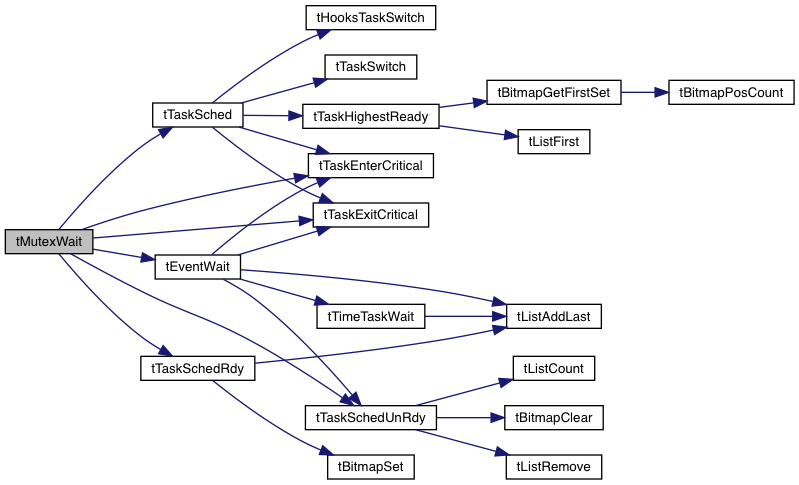 tHooksTaskSwitch
tTaskSwitch
tBitmapGetFirstSet
tBitmapPosCount
tTaskSched
tTaskHighestReady
tListFirst
tTaskEnterCritical
tTaskExitCritical
tMutexWait
tEventWait
tTimeTaskWait
tListAddLast
tTaskSchedRdy
tListCount
tTaskSchedUnRdy
tBitmapClear
tBitmapSet
tListRemove